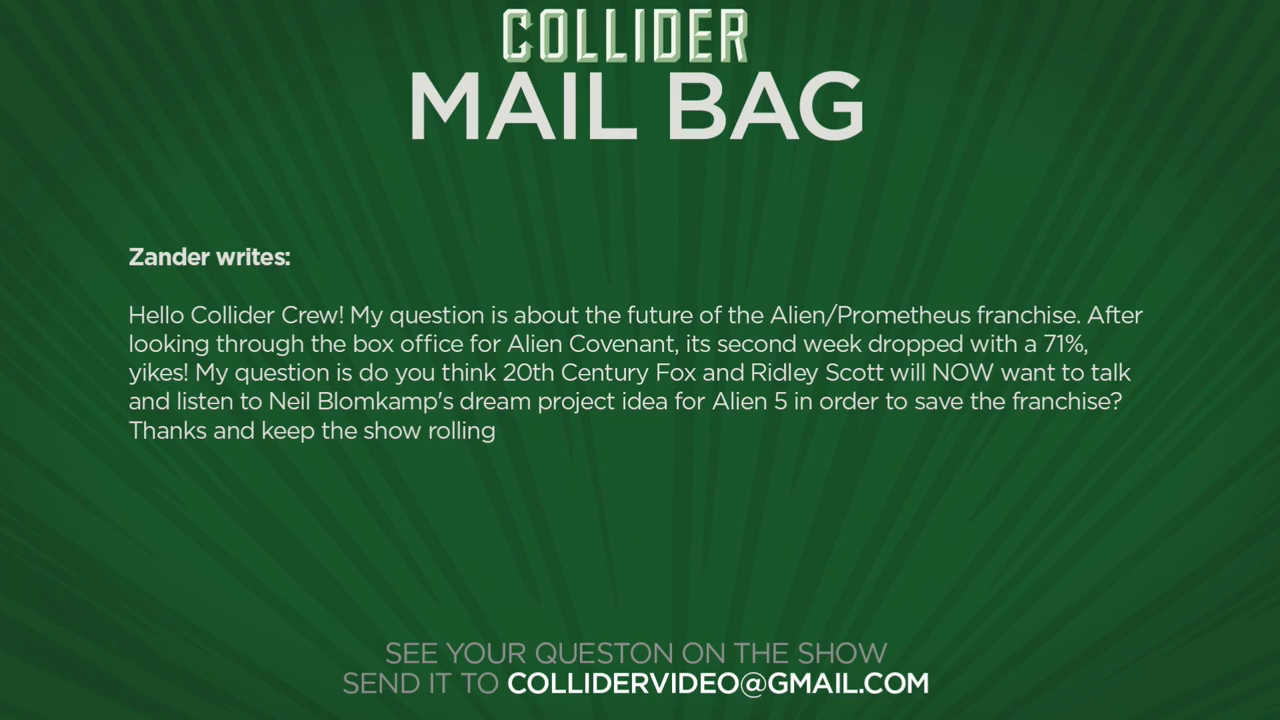 COLLIDER
MAIL BAG
Zander writes:
Hello Collider Crew! My question is about the future of the Alien/Prometheus franchise. After
looking through the box office for Alien Covenant, its second week dropped with a 71%,
yikes! My question is do you think 20th Century Fox and Ridley Scott will NOW want to talk
and listen to Neil Blomkamp's dream project idea for Alien 5 in order to save the franchise?
Thanks and keep the show rolling
SEE YOUR QUESTON ON THE SHOW
SEND IT TO COLLIDERVIDEO@GMAIL.COM